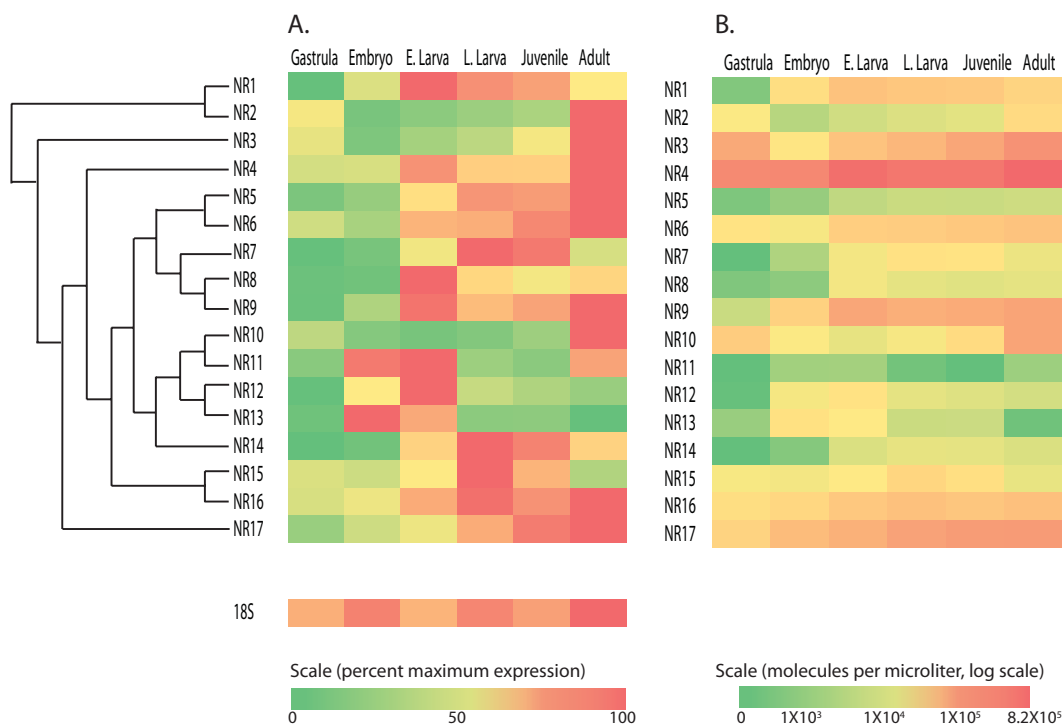 A.
B.
Gastrula Embryo E. Larva L. Larva Juvenile Adult
Gastrula Embryo E. Larva L. Larva Juvenile Adult
NR1
NR2
NR3
NR4
NR5
NR6
NR7
NR8
NR9
NR10
NR11
NR12
NR13
NR14
NR15
NR16
NR17
NR1
NR2
NR3
NR4
NR5
NR6
NR7
NR8
NR9
NR10
NR11
NR12
NR13
NR14
NR15
NR16
NR17
18S
Scale (percent maximum expression)
0 50 100
Scale (molecules per microliter, log scale)
0 1X10³ 1X10⁴ 1X10⁵ 8.2X10⁵